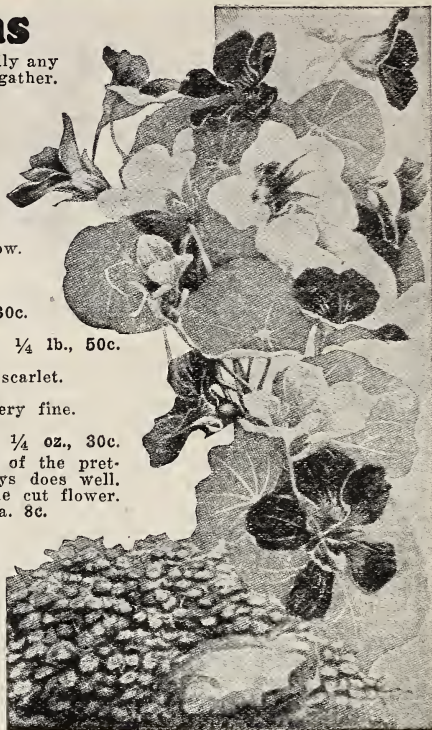 ns
ly any
gather.
ow.
30c.
¼ lb., 50c.
scarlet.
ery fine.
¼ oz., 30c.
of the pret-
ys does well.
e cut flower.
a. 8c.